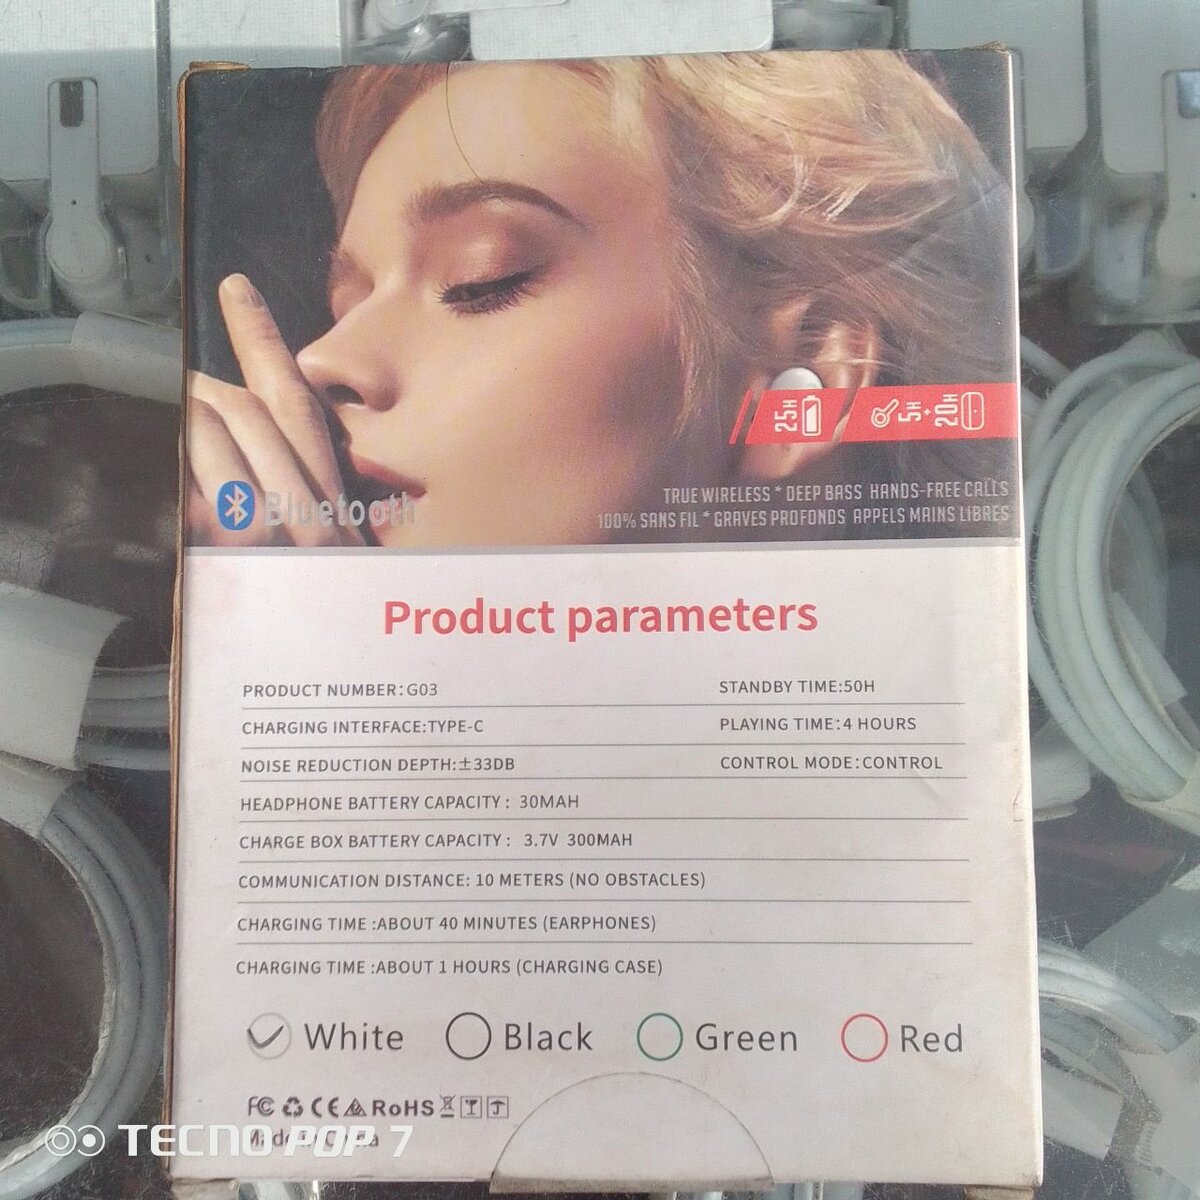 25H 5H+20H
Bluetooth
TRUE WIRELESS * DEEP BASS HANDS-FREE CALLS
100% SANS FIL * GRAVES PROFONDS APPELS MAINS LIBRES
Product parameters
PRODUCT NUMBER:G03 STANDBY TIME:50H
CHARGING INTERFACE:TYPE-C PLAYING TIME:4 HOURS
NOISE REDUCTION DEPTH:±33DB CONTROL MODE:CONTROL
HEADPHONE BATTERY CAPACITY : 30MAH
CHARGE BOX BATTERY CAPACITY : 3.7V 300MAH
COMMUNICATION DISTANCE: 10 METERS (NO OBSTACLES)
CHARGING TIME :ABOUT 40 MINUTES (EARPHONES)
CHARGING TIME :ABOUT 1 HOURS (CHARGING CASE)
White Black Green Red
FC CE RoHS
Made in China
TECNO POP 7